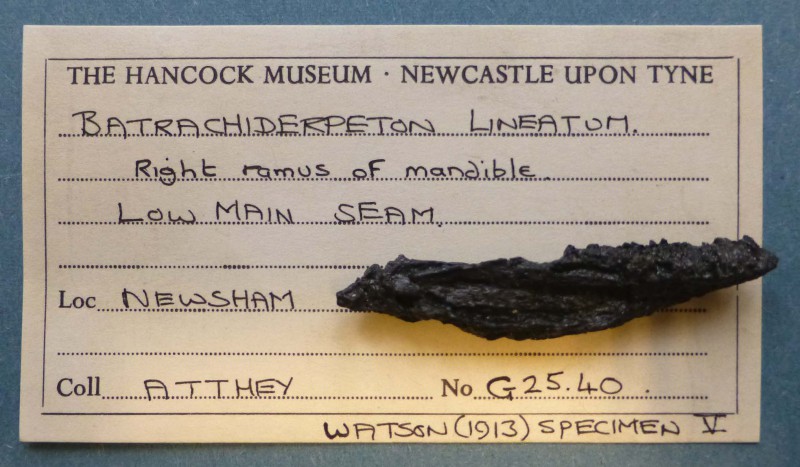 THE HANCOCK MUSEUM · NEWCASTLE UPON TYNE
BATRACHIDERPETON LINEATUM.
Right ramus of mandible.
LOW MAIN SEAM.
Loc NEWSHAM
Coll ATTHEY No G25.40.
WATSON (1913) SPECIMEN V